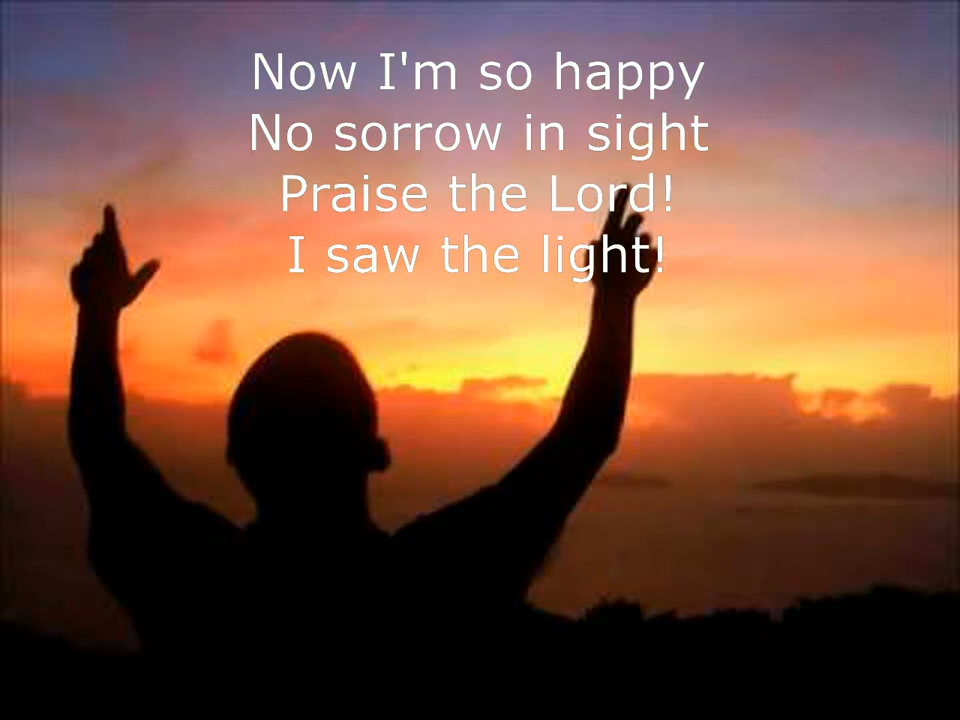 Now I'm so happy
No sorrow in sight
Praise the Lord!
I saw the light!